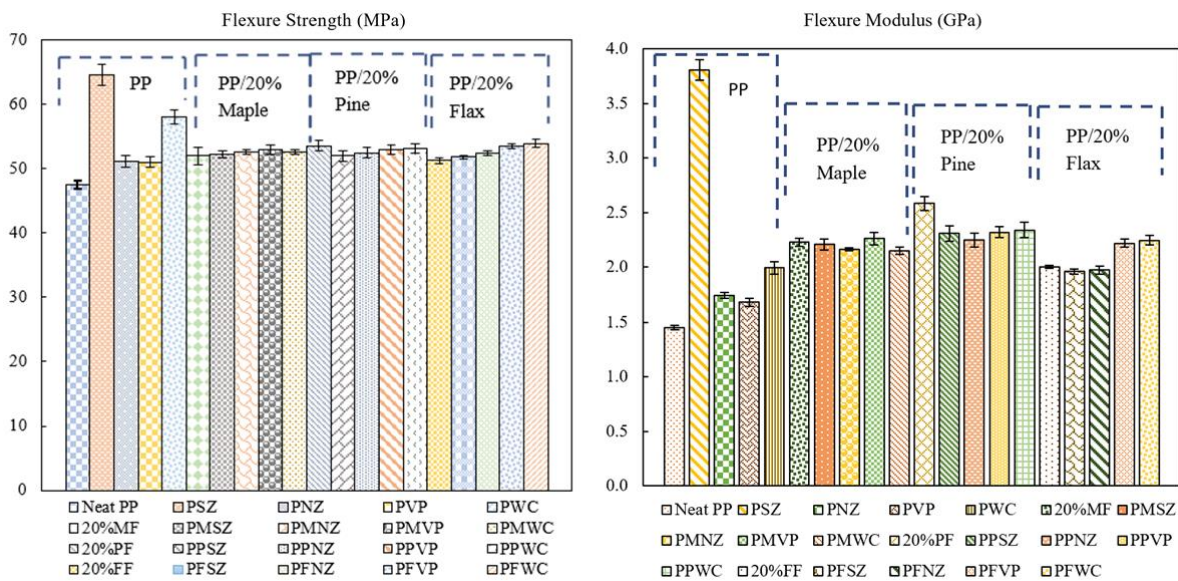 Flexure Strength (MPa)
70
60
50
40
30
20
10
0
PP
PP/20%
Maple
PP/20%
Pine
PP/20%
Flax
Neat PP PSZ PNZ PVP PWC
20%MF PMSZ PMNZ PMVP PMWC
20%PF PPSZ PPNZ PPVP PPWC
20%FF PFSZ PFNZ PFVP PFWC
Flexure Modulus (GPa)
4.0
3.5
3.0
2.5
2.0
1.5
1.0
0.5
0.0
PP
PP/20%
Maple
PP/20%
Pine
PP/20%
Flax
Neat PP PSZ PNZ PVP PWC 20%MF PMSZ
PMNZ PMVP PMWC 20%PF PPSZ PPNZ PPVP
PPWC 20%FF PFSZ PFNZ PFVP PFWC